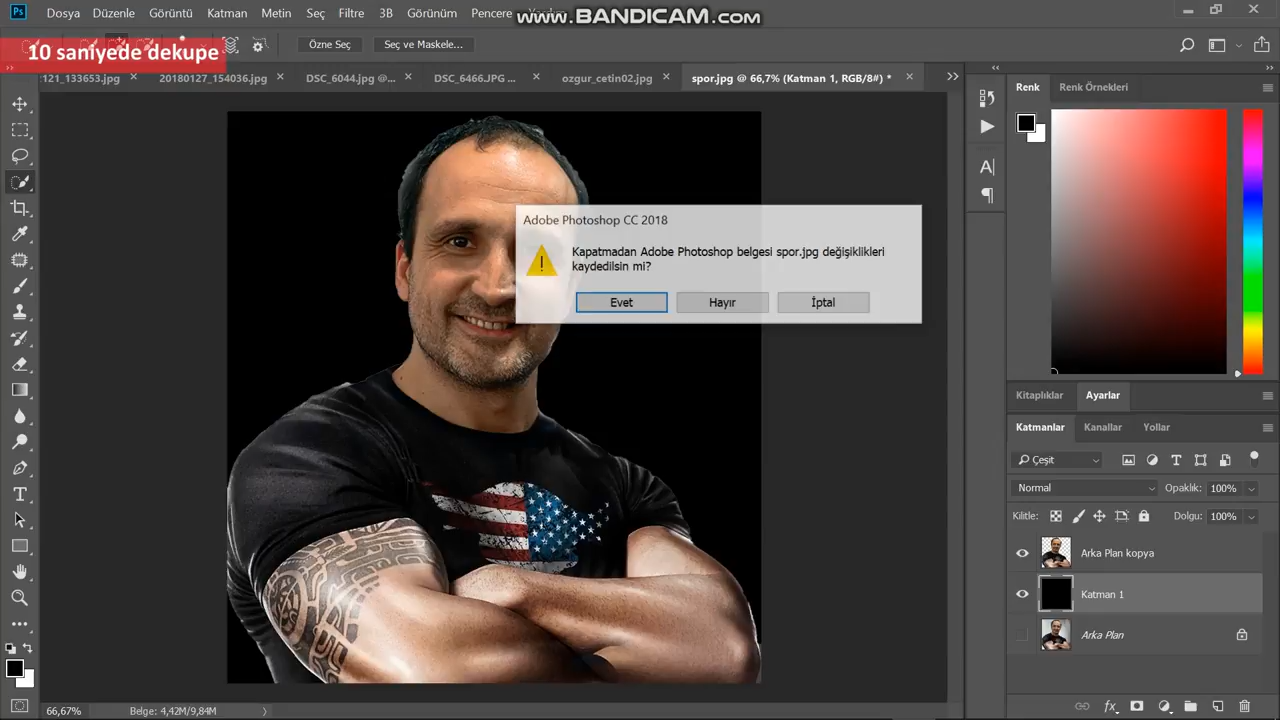 Ps Dosya Düzenle Görüntü Katman Metin Seç Filtre 3B Görünüm Pencere
www.BANDICAM.com
Özne Seç Seç ve Maskele...
10 saniyede dekupe
121_133653.jpg 20180127_154036.jpg DSC_6044.jpg @... DSC_6466.JPG ... ozgur_cetin02.jpg spor.jpg @ 66,7% (Katman 1, RGB/8#) *
Renk Renk Örnekleri
Adobe Photoshop CC 2018
Kapatmadan Adobe Photoshop belgesi spor.jpg değişiklikleri
kaydedilsin mi?
Evet Hayır İptal
Kitaplıklar Ayarlar
Katmanlar Kanallar Yollar
Çeşit
Normal Opaklık: 100%
Kilitle: Dolgu: 100%
Arka Plan kopya
Katman 1
Arka Plan
66,67% Belge: 4,42M/9,84M